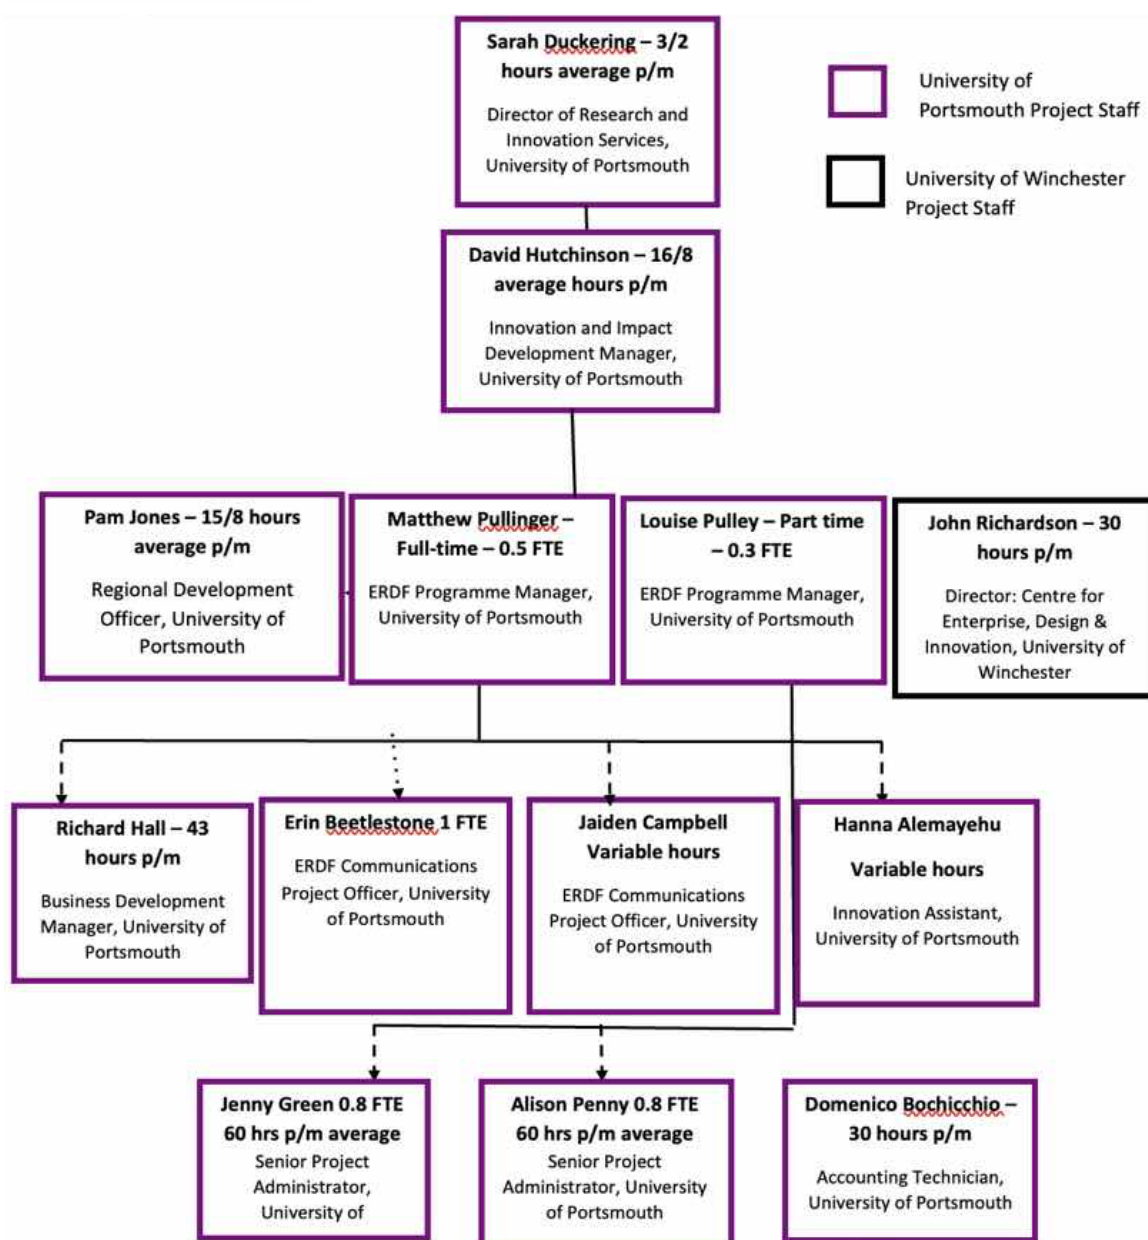 Sarah Duckering – 3/2
hours average p/m
Director of Research and
Innovation Services,
University of Portsmouth
University of
Portsmouth Project Staff
University of Winchester
Project Staff
David Hutchinson – 16/8
average hours p/m
Innovation and Impact
Development Manager,
University of Portsmouth
Pam Jones – 15/8 hours
average p/m
Regional Development
Officer, University of
Portsmouth
Matthew Pullinger –
Full-time – 0.5 FTE
ERDF Programme Manager,
University of Portsmouth
Louise Pulley – Part time
– 0.3 FTE
ERDF Programme Manager,
University of Portsmouth
John Richardson – 30
hours p/m
Director: Centre for
Enterprise, Design &
Innovation, University of
Winchester
Richard Hall – 43
hours p/m
Business Development
Manager, University of
Portsmouth
Erin Beetlestone 1 FTE
ERDF Communications
Project Officer, University
of Portsmouth
Jaiden Campbell
Variable hours
ERDF Communications
Project Officer, University
of Portsmouth
Hanna Alemayehu
Variable hours
Innovation Assistant,
University of Portsmouth
Jenny Green 0.8 FTE
60 hrs p/m average
Senior Project
Administrator,
University of
Alison Penny 0.8 FTE
60 hrs p/m average
Senior Project
Administrator, University
of Portsmouth
Domenico Bochicchio –
30 hours p/m
Accounting Technician,
University of Portsmouth